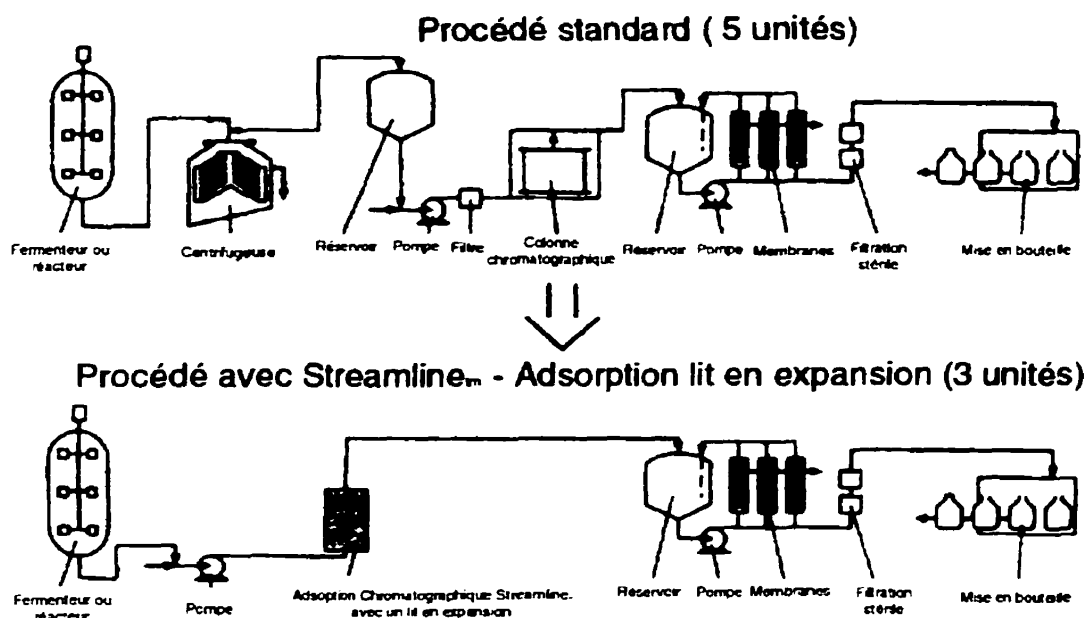 Procédé standard ( 5 unités)
Fermenteur ou
réacteur
Centrifugeuse
Réservoir
Pompe
Filtre
Colonne
chromatographique
Réservoir
Pompe
Membranes
Filtration
stérile
Mise en bouteille
Procédé avec Streamline™ - Adsorption lit en expansion (3 unités)
Fermenteur ou
réacteur
Pompe
Adsoption Chromatographique Streamline
avec un lit en expansion
Réservoir
Pompe
Membranes
Filtration
stérile
Mise en bouteille